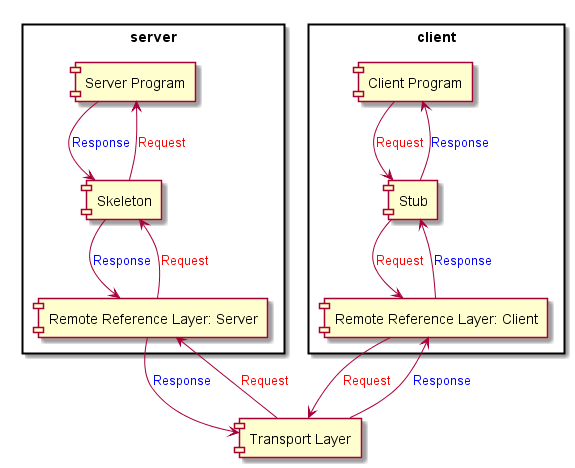 server
client
Server Program
Client Program
Response
Request
Request
Response
Skeleton
Stub
Response
Request
Request
Response
Remote Reference Layer: Server
Remote Reference Layer: Client
Response
Request
Request
Response
Transport Layer